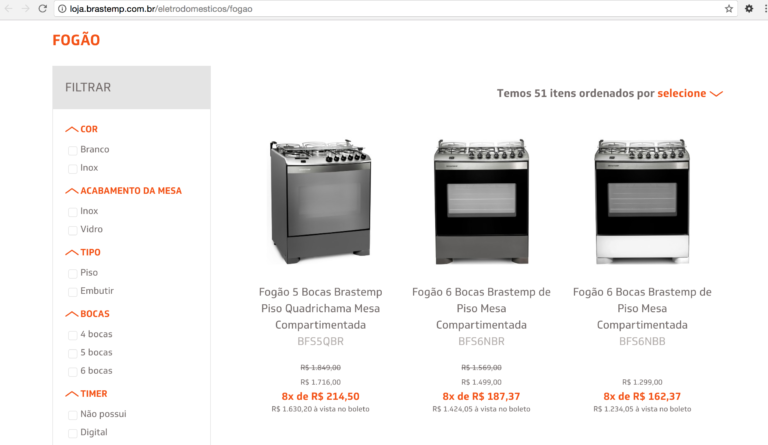 loja.brastemp.com.br/eletrodomesticos/fogao
FOGÃO
FILTRAR
Temos 51 itens ordenados por selecione
COR
Branco
Inox
ACABAMENTO DA MESA
Inox
Vidro
TIPO
Piso
Embutir
BOCAS
4 bocas
5 bocas
6 bocas
TIMER
Não possui
Digital
Fogão 5 Bocas Brastemp
Piso Quadrichama Mesa
Compartimentada
BFS5QBR
R$ 1.849,00
R$ 1.716,00
8x de R$ 214,50
R$ 1.630,20 à vista no boleto
Fogão 6 Bocas Brastemp de
Piso Mesa
Compartimentada
BFS6NBR
R$ 1.569,00
R$ 1.499,00
8x de R$ 187,37
R$ 1.424,05 à vista no boleto
Fogão 6 Bocas Brastemp de
Piso Mesa
Compartimentada
BFS6NBB
R$ 1.299,00
8x de R$ 162,37
R$ 1.234,05 à vista no boleto